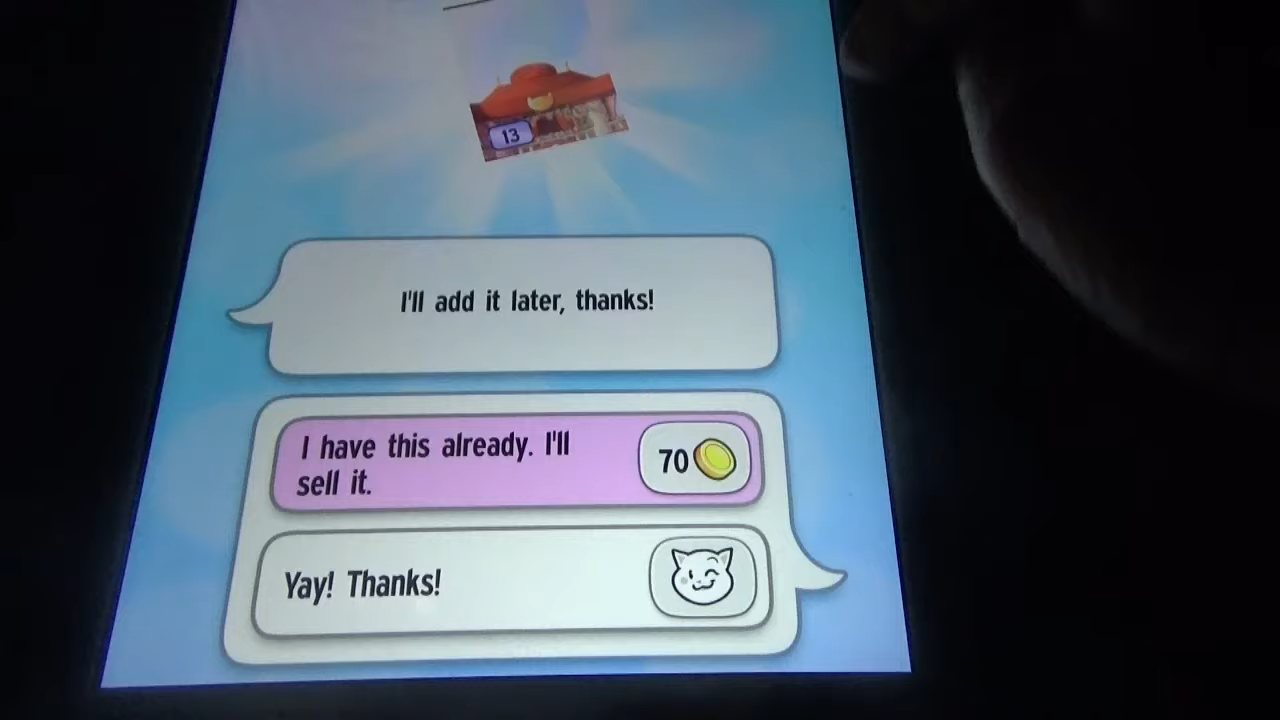 13
I'll add it later, thanks!
I have this already. I'll
sell it.
70
Yay! Thanks!